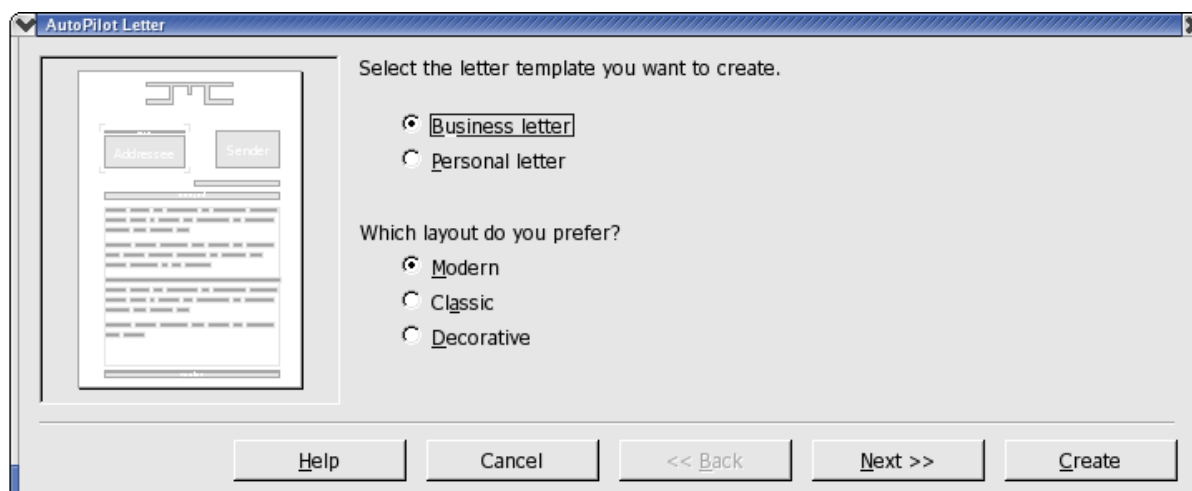 AutoPilot Letter
Select the letter template you want to create.
Business letter
Personal letter
Addressee
Sender
Which layout do you prefer?
Modern
Classic
Decorative
Help
Cancel
<< Back
Next >>
Create